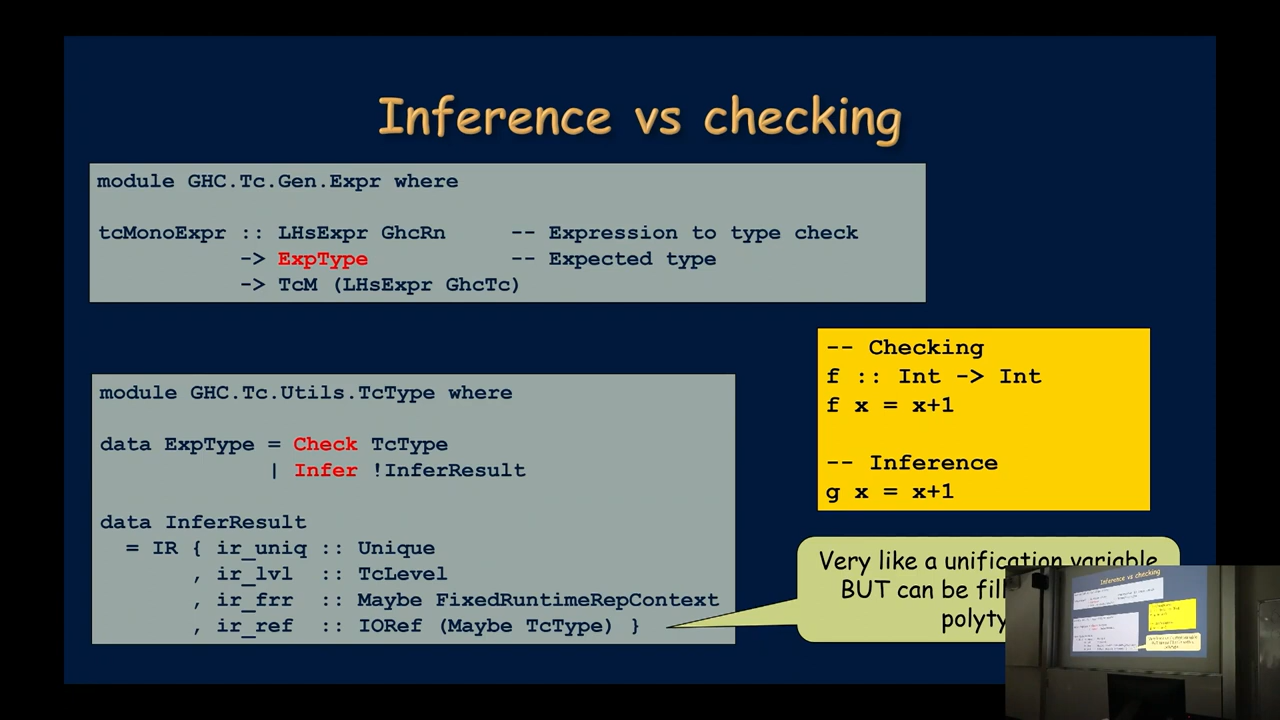 Inference vs checking
module GHC.Tc.Gen.Expr where
tcMonoExpr :: LHsExpr GhcRn -- Expression to type check
-> ExpType -- Expected type
-> TcM (LHsExpr GhcTc)
module GHC.Tc.Utils.TcType where
data ExpType = Check TcType
| Infer !InferResult
data InferResult
= IR { ir_uniq :: Unique
, ir_lvl :: TcLevel
, ir_frr :: Maybe FixedRuntimeRepContext
, ir_ref :: IORef (Maybe TcType) }
-- Checking
f :: Int -> Int
f x = x+1
-- Inference
g x = x+1
Very like a unification variable
BUT can be
Inference vs checking